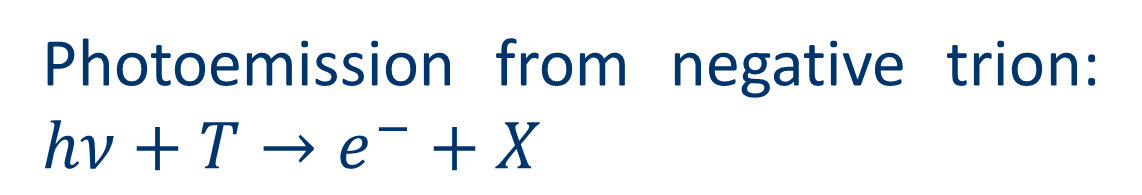 Photoemission from negative trion:
ℎ𝜈 + 𝑇 → 𝑒⁻ + 𝑋